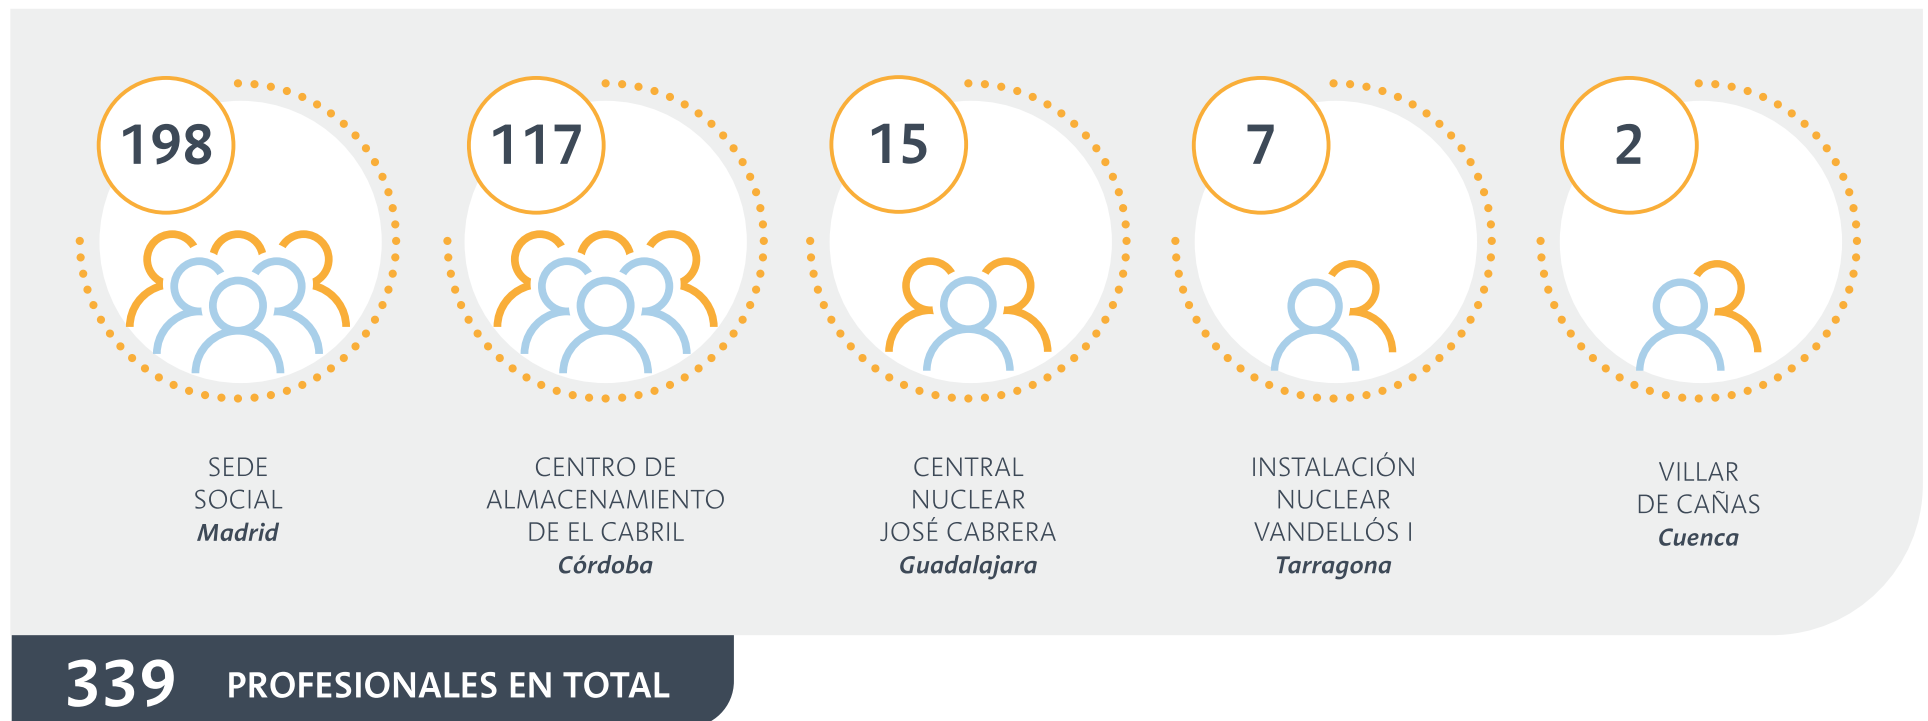 198
SEDE
SOCIAL
Madrid
117
CENTRO DE
ALMACENAMIENTO
DE EL CABRIL
Córdoba
15
CENTRAL
NUCLEAR
JOSÉ CABRERA
Guadalajara
7
INSTALACIÓN
NUCLEAR
VANDELLÓS I
Tarragona
2
VILLAR
DE CAÑAS
Cuenca
339 PROFESIONALES EN TOTAL